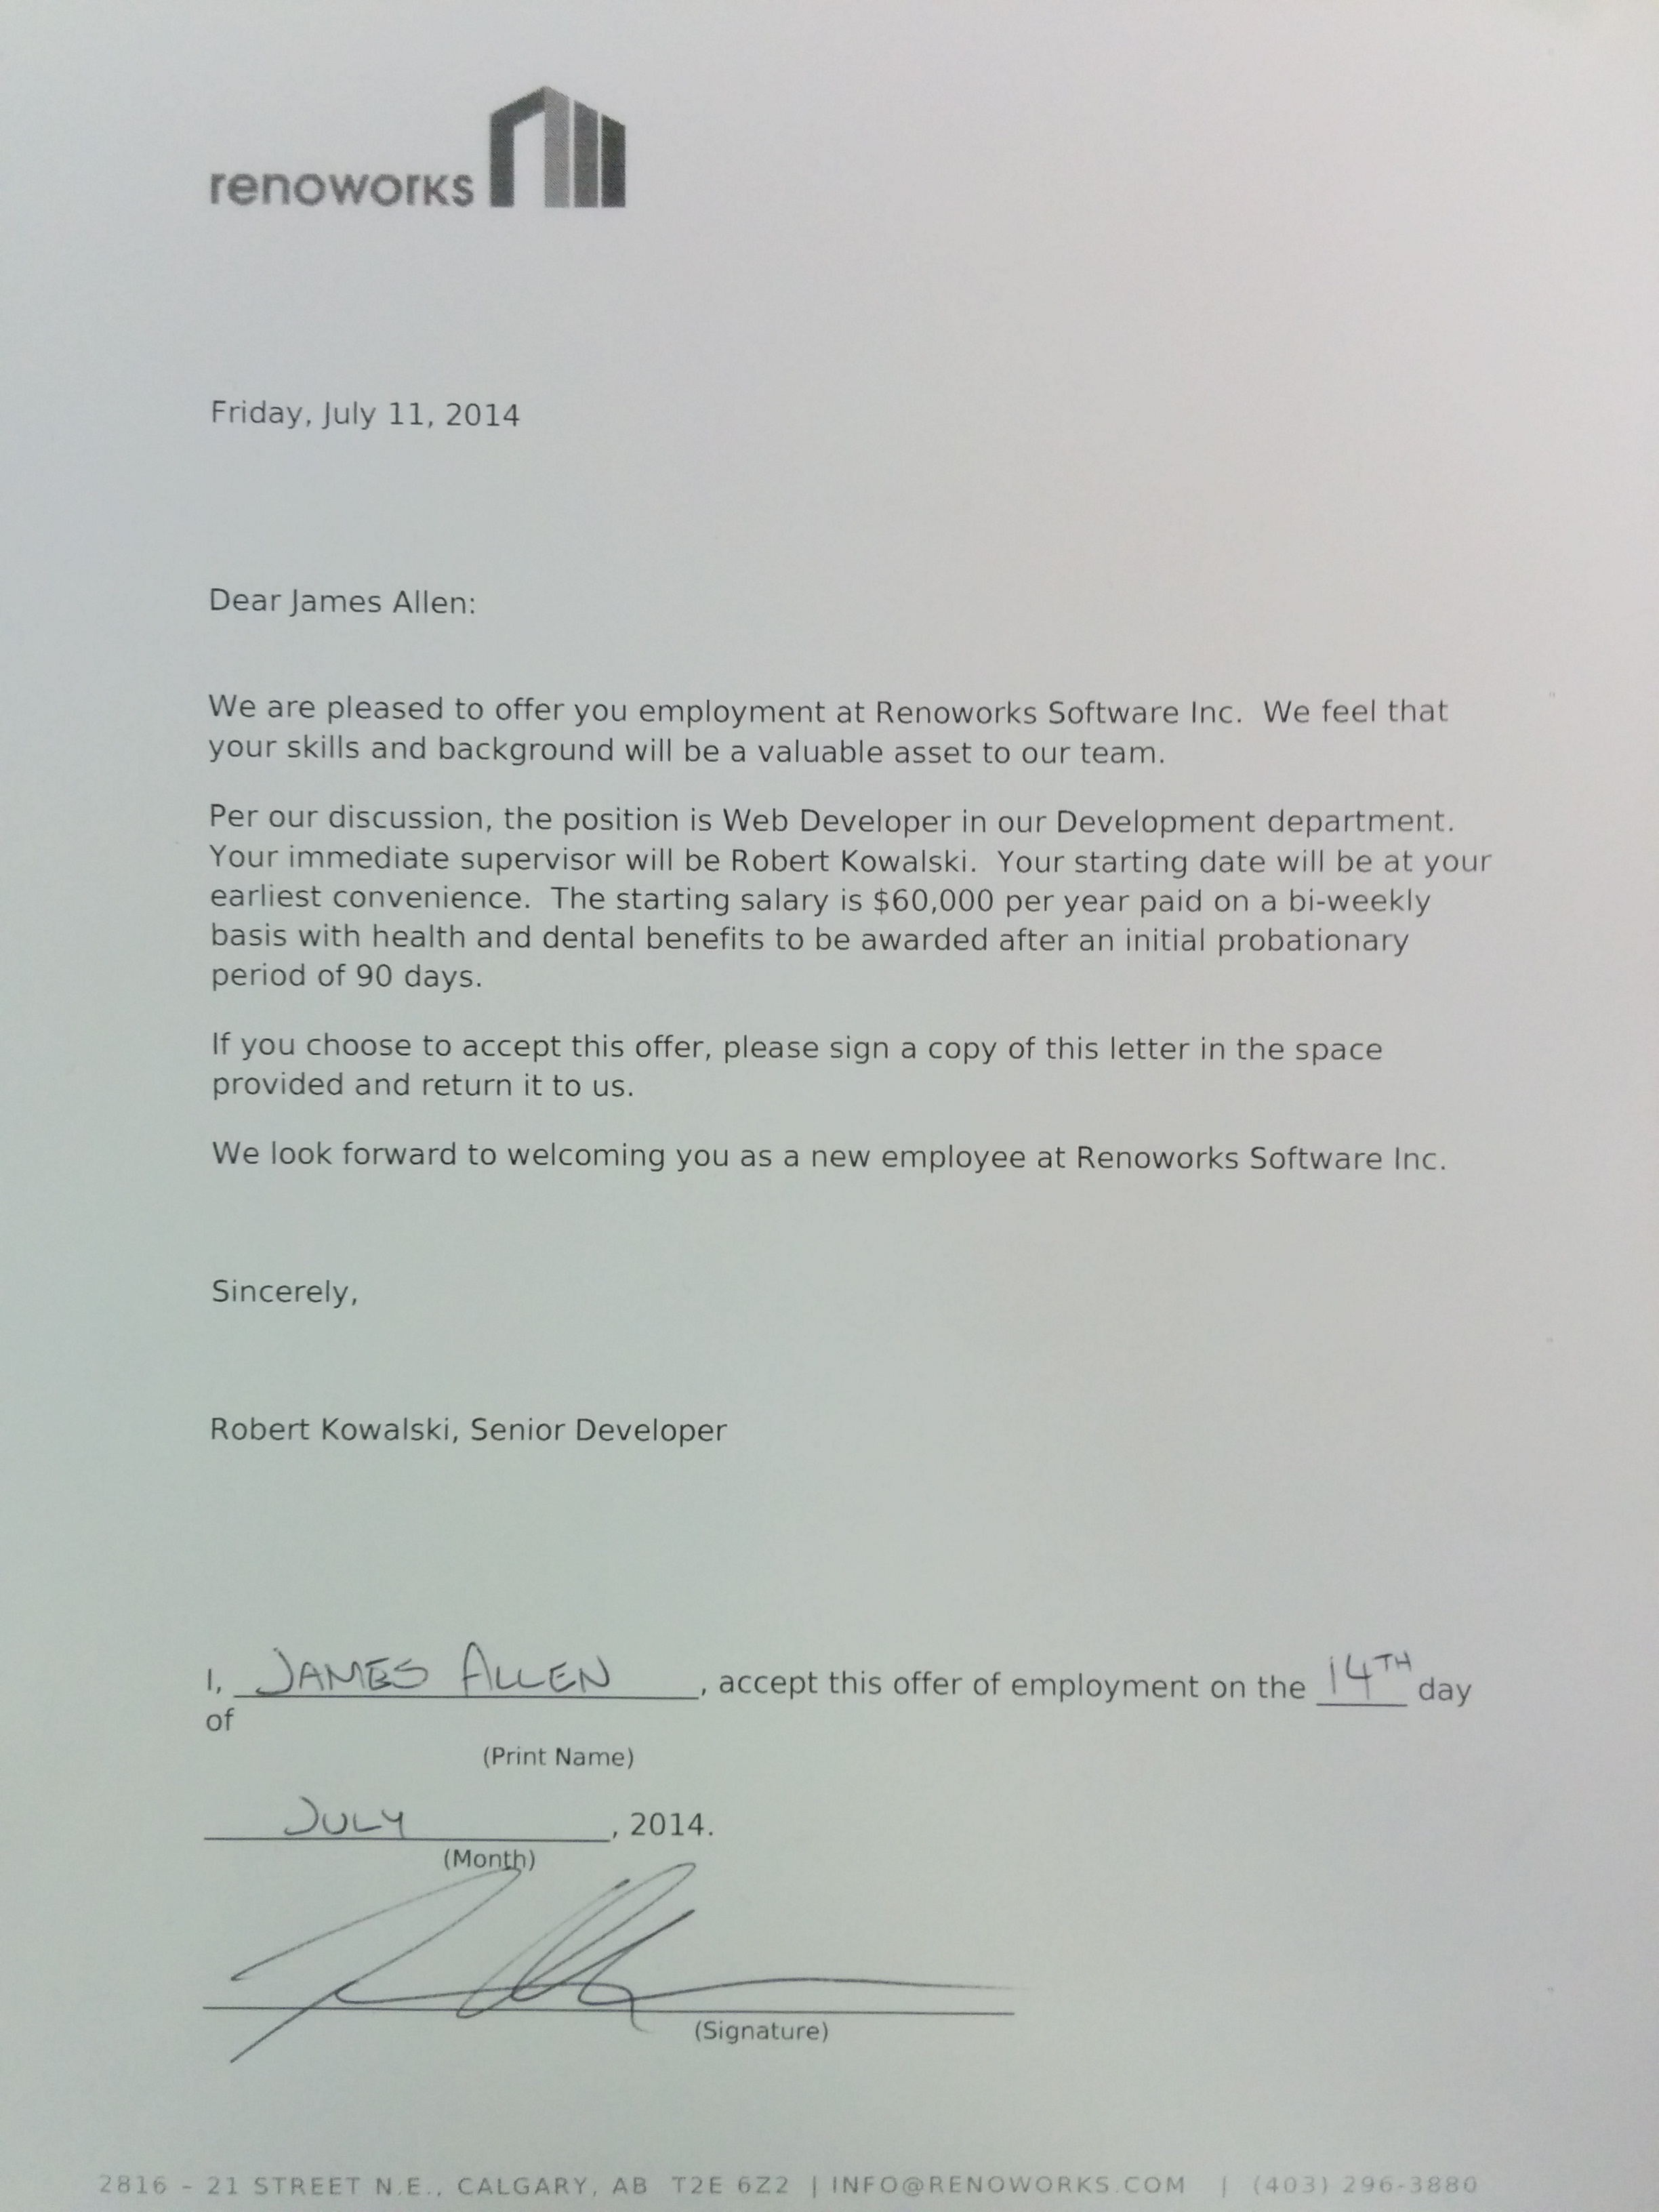 renoworks
Friday, July 11, 2014
Dear James Allen:
We are pleased to offer you employment at Renoworks Software Inc.  We feel that
your skills and background will be a valuable asset to our team.
Per our discussion, the position is Web Developer in our Development department.
Your immediate supervisor will be Robert Kowalski.  Your starting date will be at your
earliest convenience.  The starting salary is $60,000 per year paid on a bi-weekly
basis with health and dental benefits to be awarded after an initial probationary
period of 90 days.
If you choose to accept this offer, please sign a copy of this letter in the space
provided and return it to us.
We look forward to welcoming you as a new employee at Renoworks Software Inc.
Sincerely,
Robert Kowalski, Senior Developer
I, JAMES ALLEN, accept this offer of employment on the 14TH day
of
(Print Name)
JULY, 2014.
(Month)
(Signature)
2816 - 21 STREET N.E., CALGARY, AB  T2E 6Z2 | INFO@RENOWORKS.COM  |  (403) 296-3880